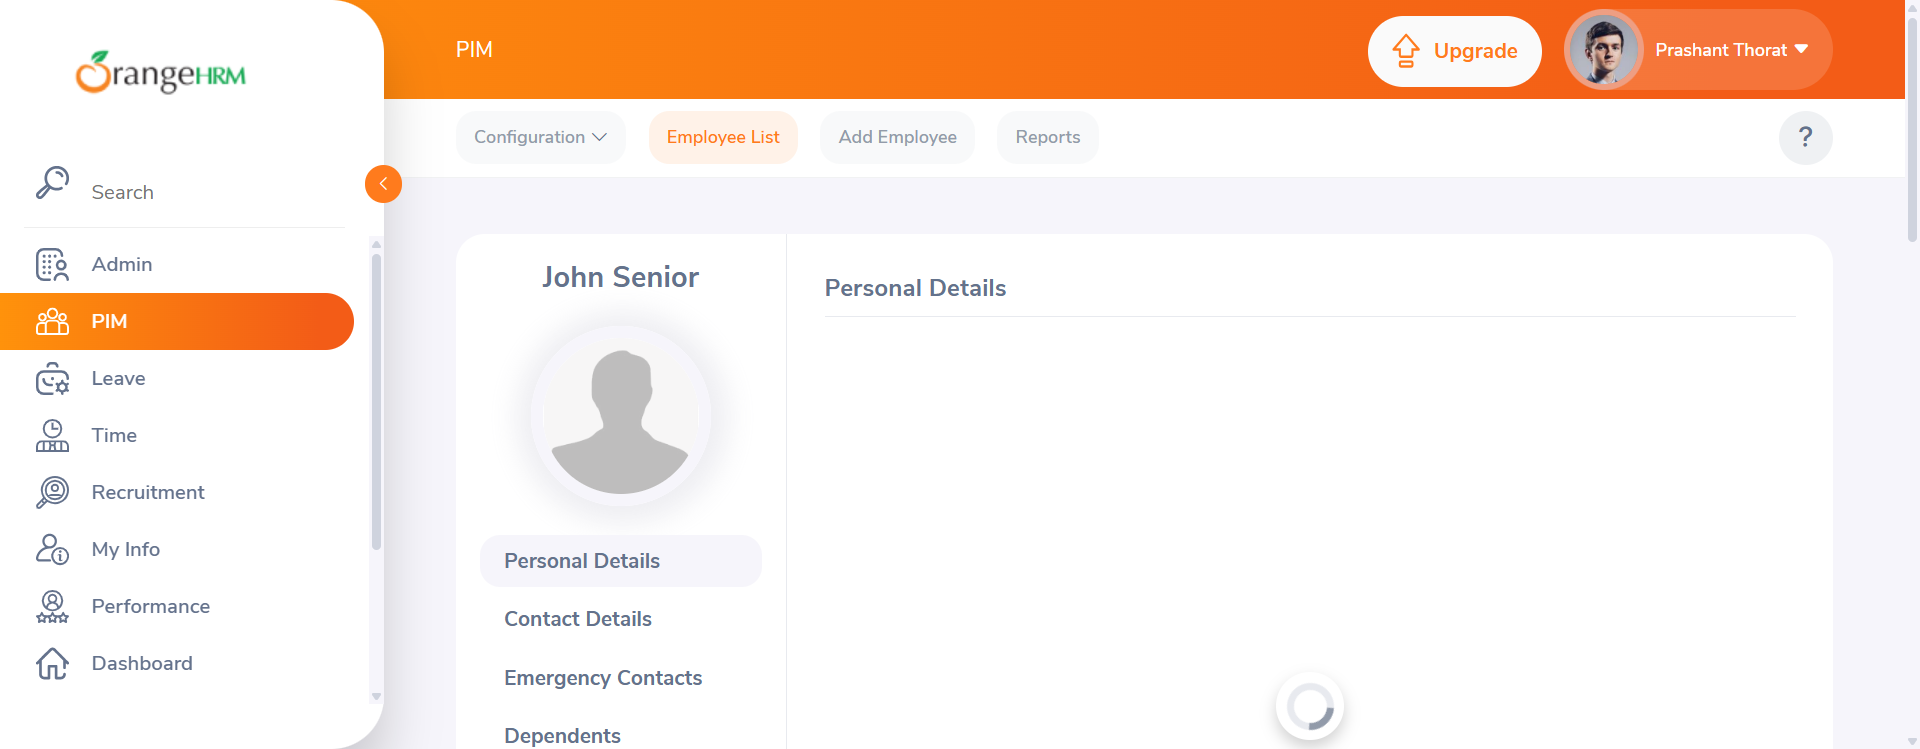 OrangeHRM
PIM
Upgrade
Prashant Thorat
Configuration
Employee List
Add Employee
Reports
?
Search
Admin
PIM
Leave
Time
Recruitment
My Info
Performance
Dashboard
John Senior
Personal Details
Contact Details
Emergency Contacts
Dependents
Personal Details